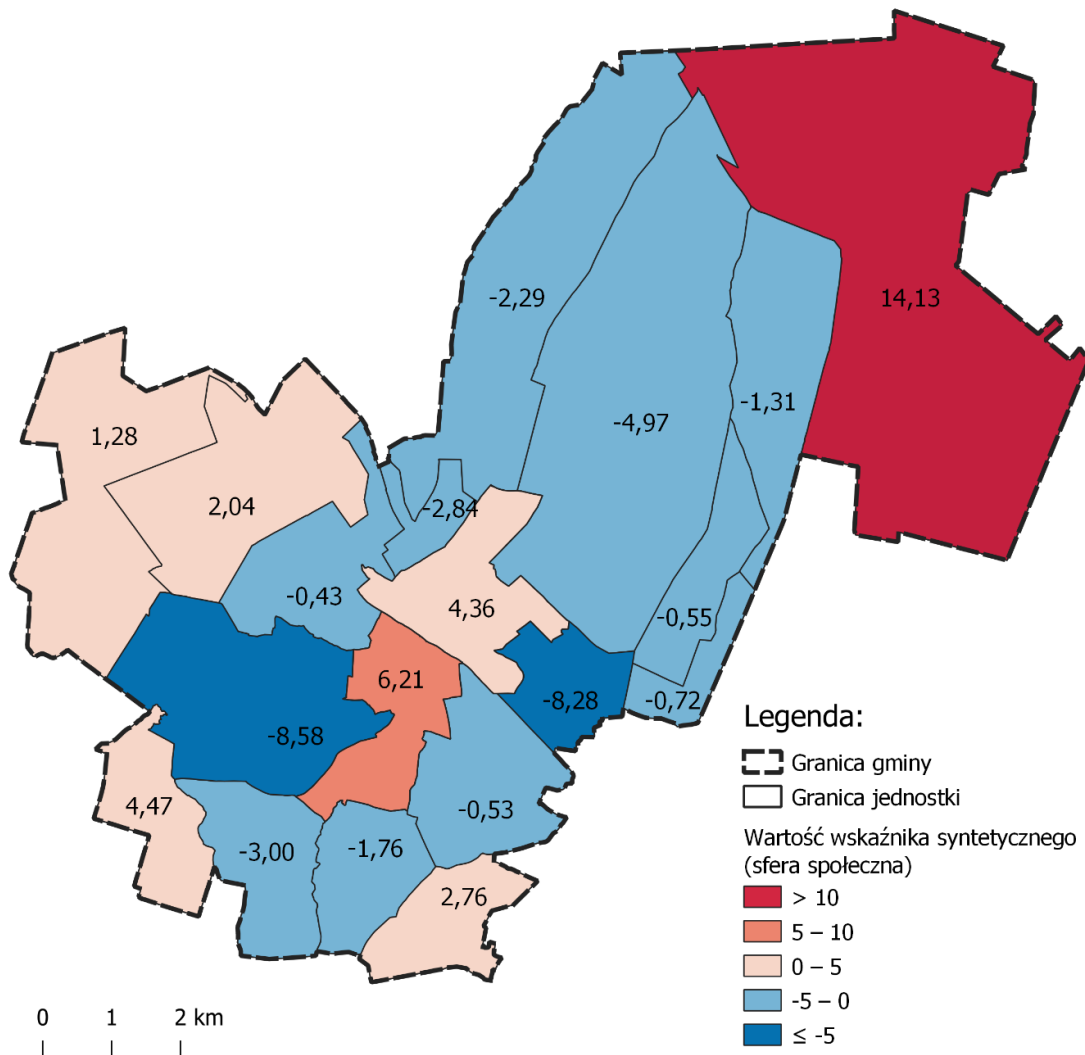 -2,29
14,13
-1,31
-4,97
1,28
2,04
-2,84
-0,43
4,36
-0,55
6,21
-8,28
-0,72
-8,58
4,47
-0,53
-3,00
-1,76
2,76
Legenda:
Granica gminy
Granica jednostki
Wartość wskaźnika syntetycznego
(sfera społeczna)
> 10
5 – 10
0 – 5
-5 – 0
≤ -5
0 1 2 km